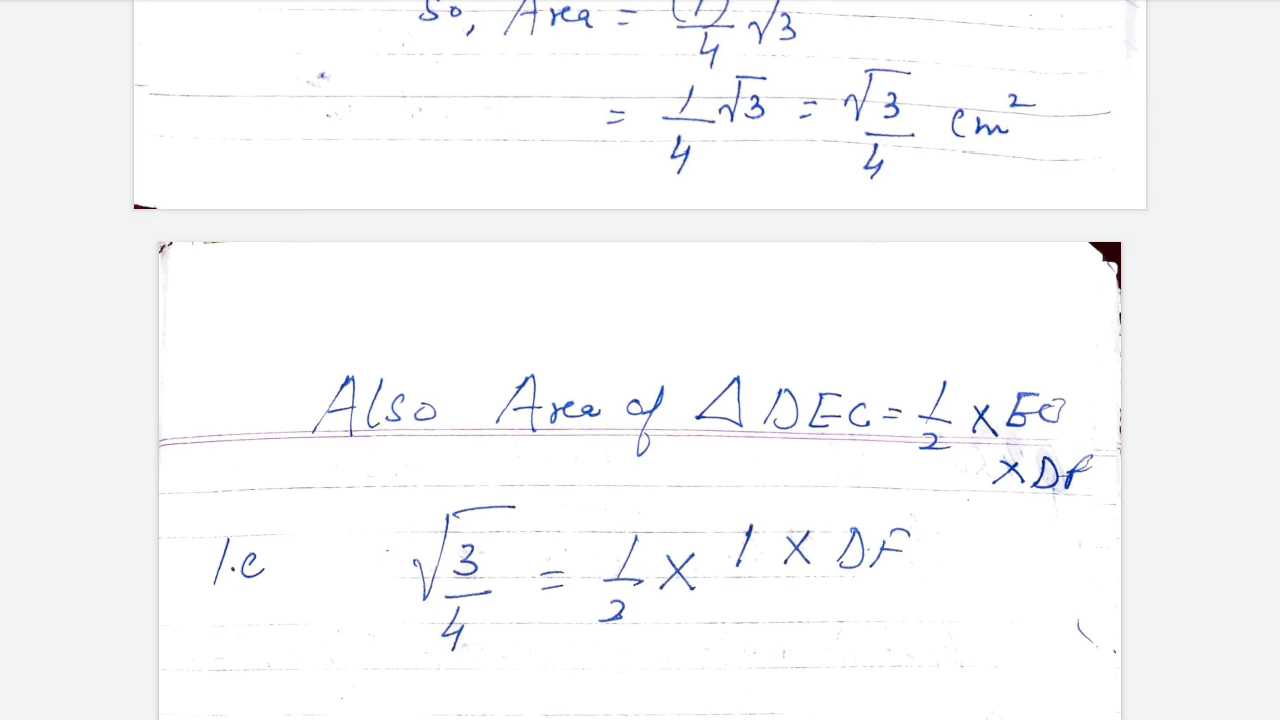 So, Area = (1)/4 √3
= 1/4 √3 = √3/4 cm²
Also Area of △DEC = 1/2 × EC
× DF
i.e √3/4 = 1/2 × 1 × DF